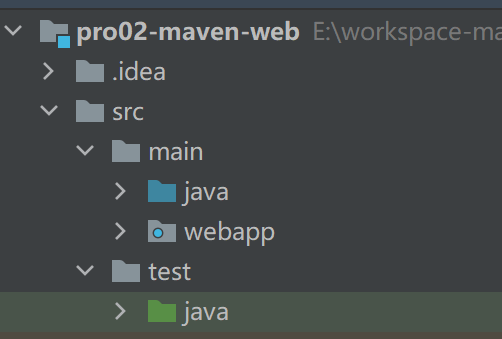 pro02-maven-web E:\workspace-ma
.idea
src
main
java
webapp
test
java